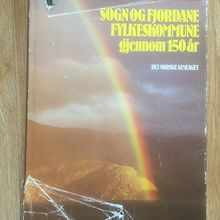 SOGN OG FJORDANE
FYLKESKOMMUNE
gjennom 150 år
DET NORSKE SAMLAGET